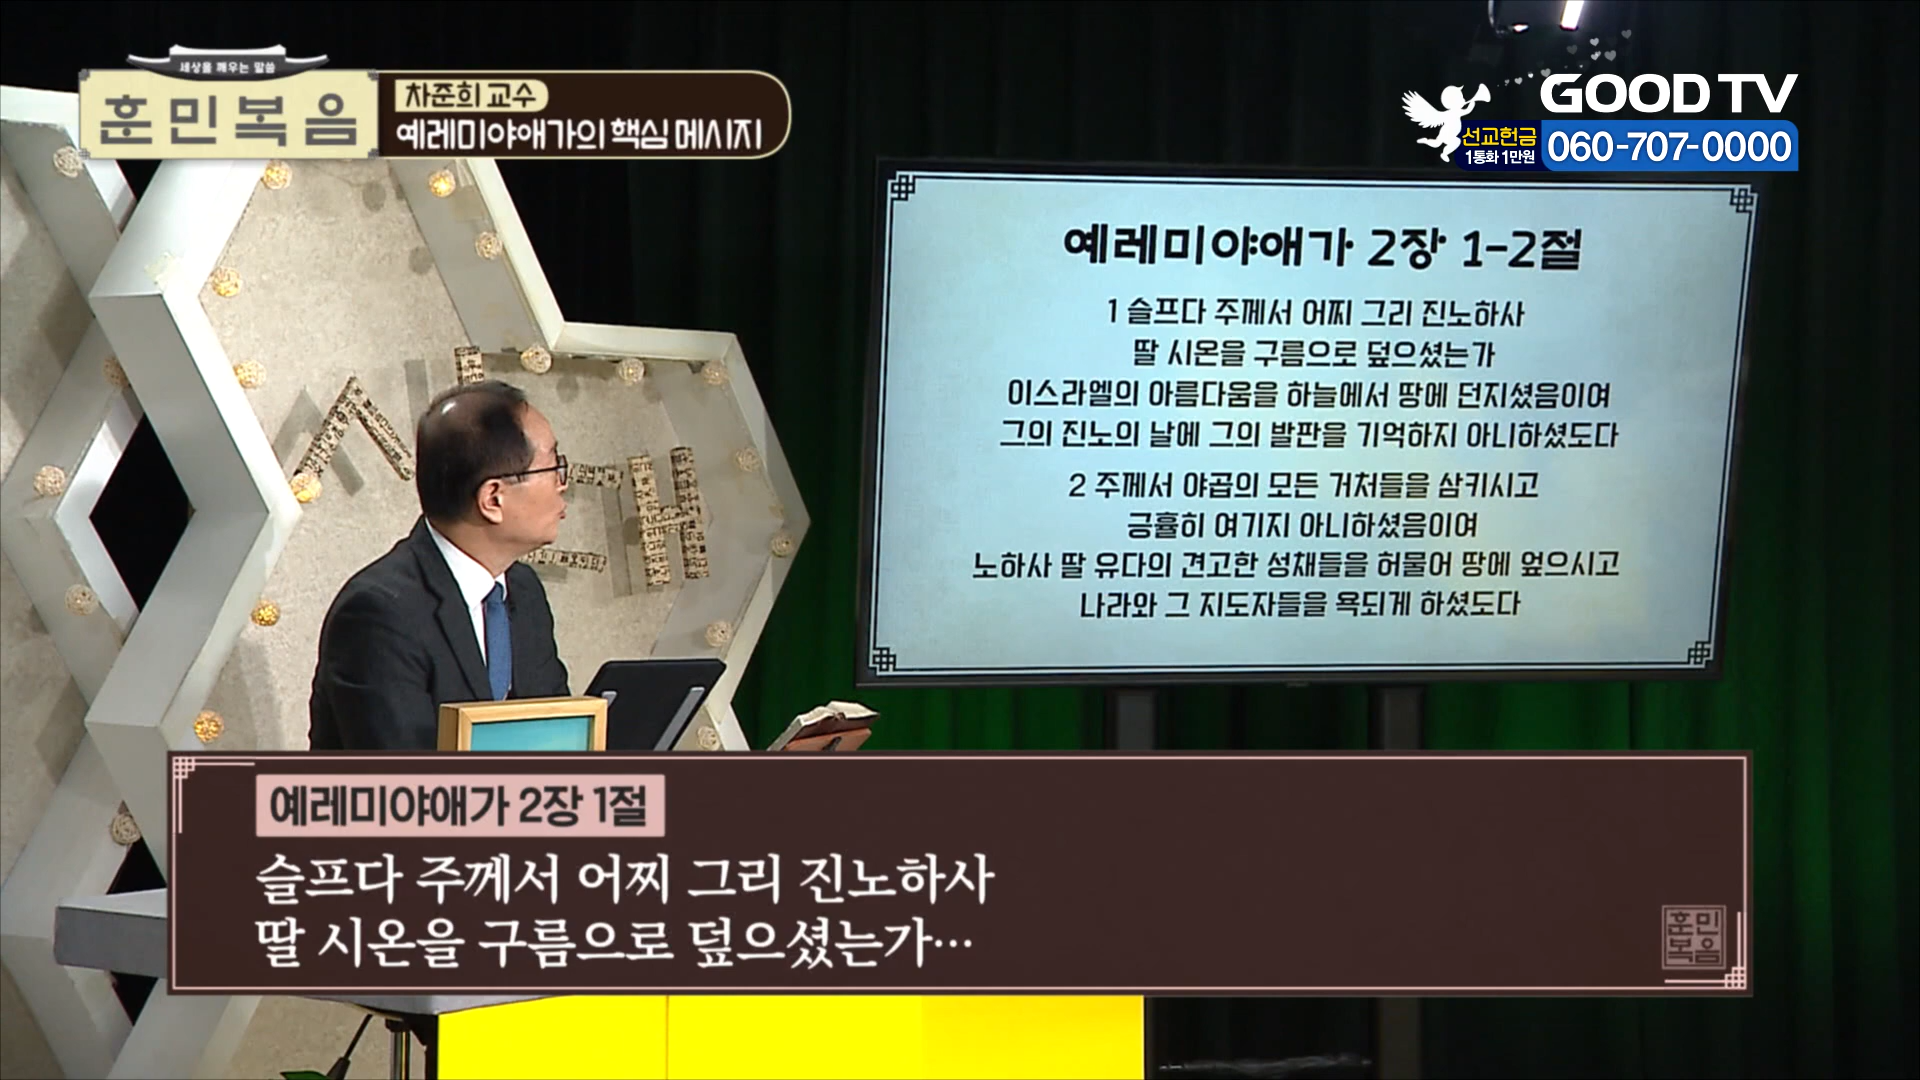 세상을 깨우는 말씀
훈민복음
차준희 교수
예레미야애가의 핵심 메시지
GOODTV
선교헌금
1통화 1만원
060-707-0000
예레미야애가 2장 1-2절
1 슬프다 주께서 어찌 그리 진노하사
딸 시온을 구름으로 덮으셨는가
이스라엘의 아름다움을 하늘에서 땅에 던지셨음이여
그의 진노의 날에 그의 발판을 기억하지 아니하셨도다
2 주께서 야곱의 모든 거처들을 삼키시고
긍휼히 여기지 아니하셨음이여
노하사 딸 유다의 견고한 성채들을 허물어 땅에 엎으시고
나라와 그 지도자들을 욕되게 하셨도다
예레미야애가 2장 1절
슬프다 주께서 어찌 그리 진노하사
딸 시온을 구름으로 덮으셨는가…
훈민
복음